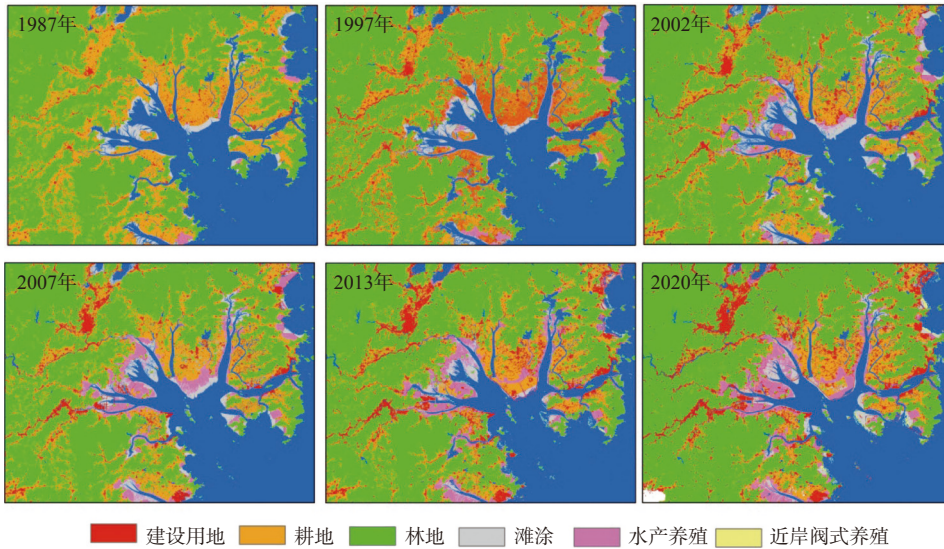 1987年
1997年
2002年
2007年
2013年
2020年
建设用地 耕地 林地 滩涂 水产养殖 近岸阀式养殖